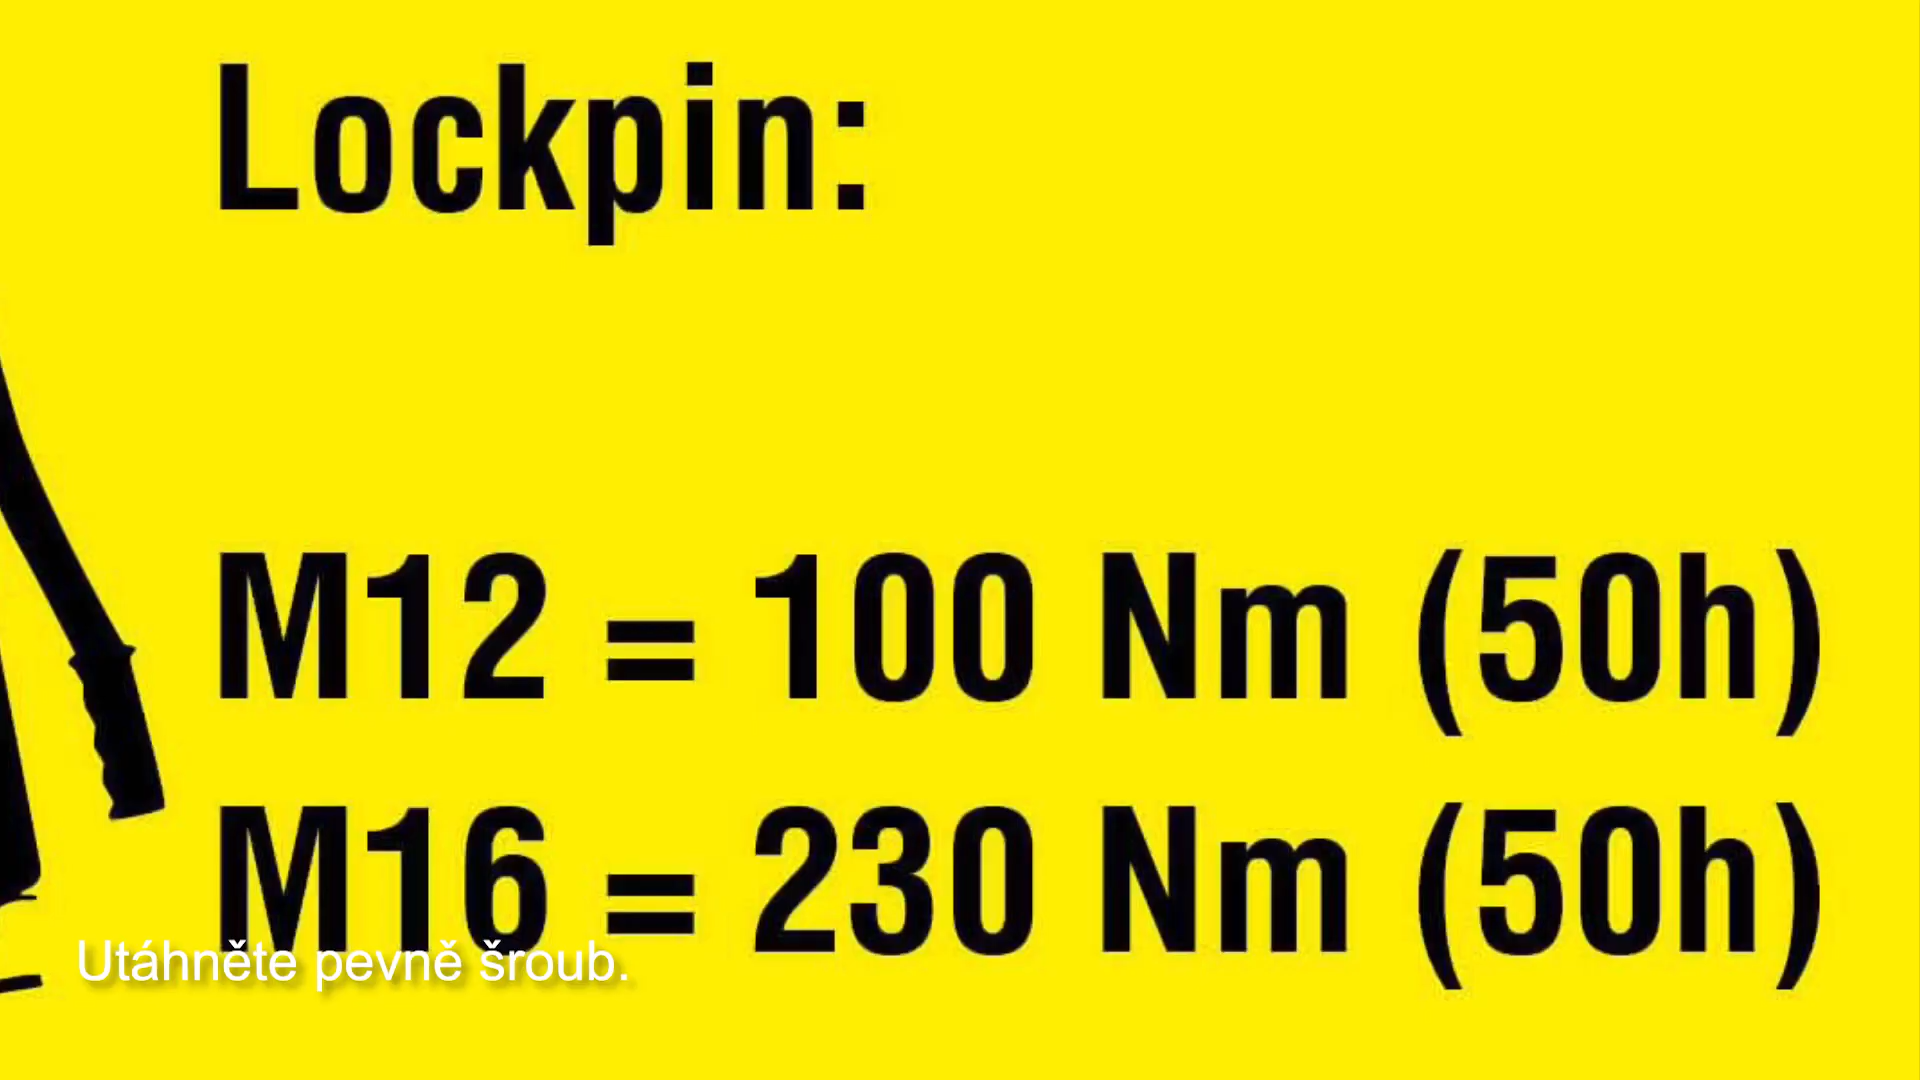 Lockpin:
M12 = 100 Nm (50h)
M16 = 230 Nm (50h)
Utáhněte pevně šroub.